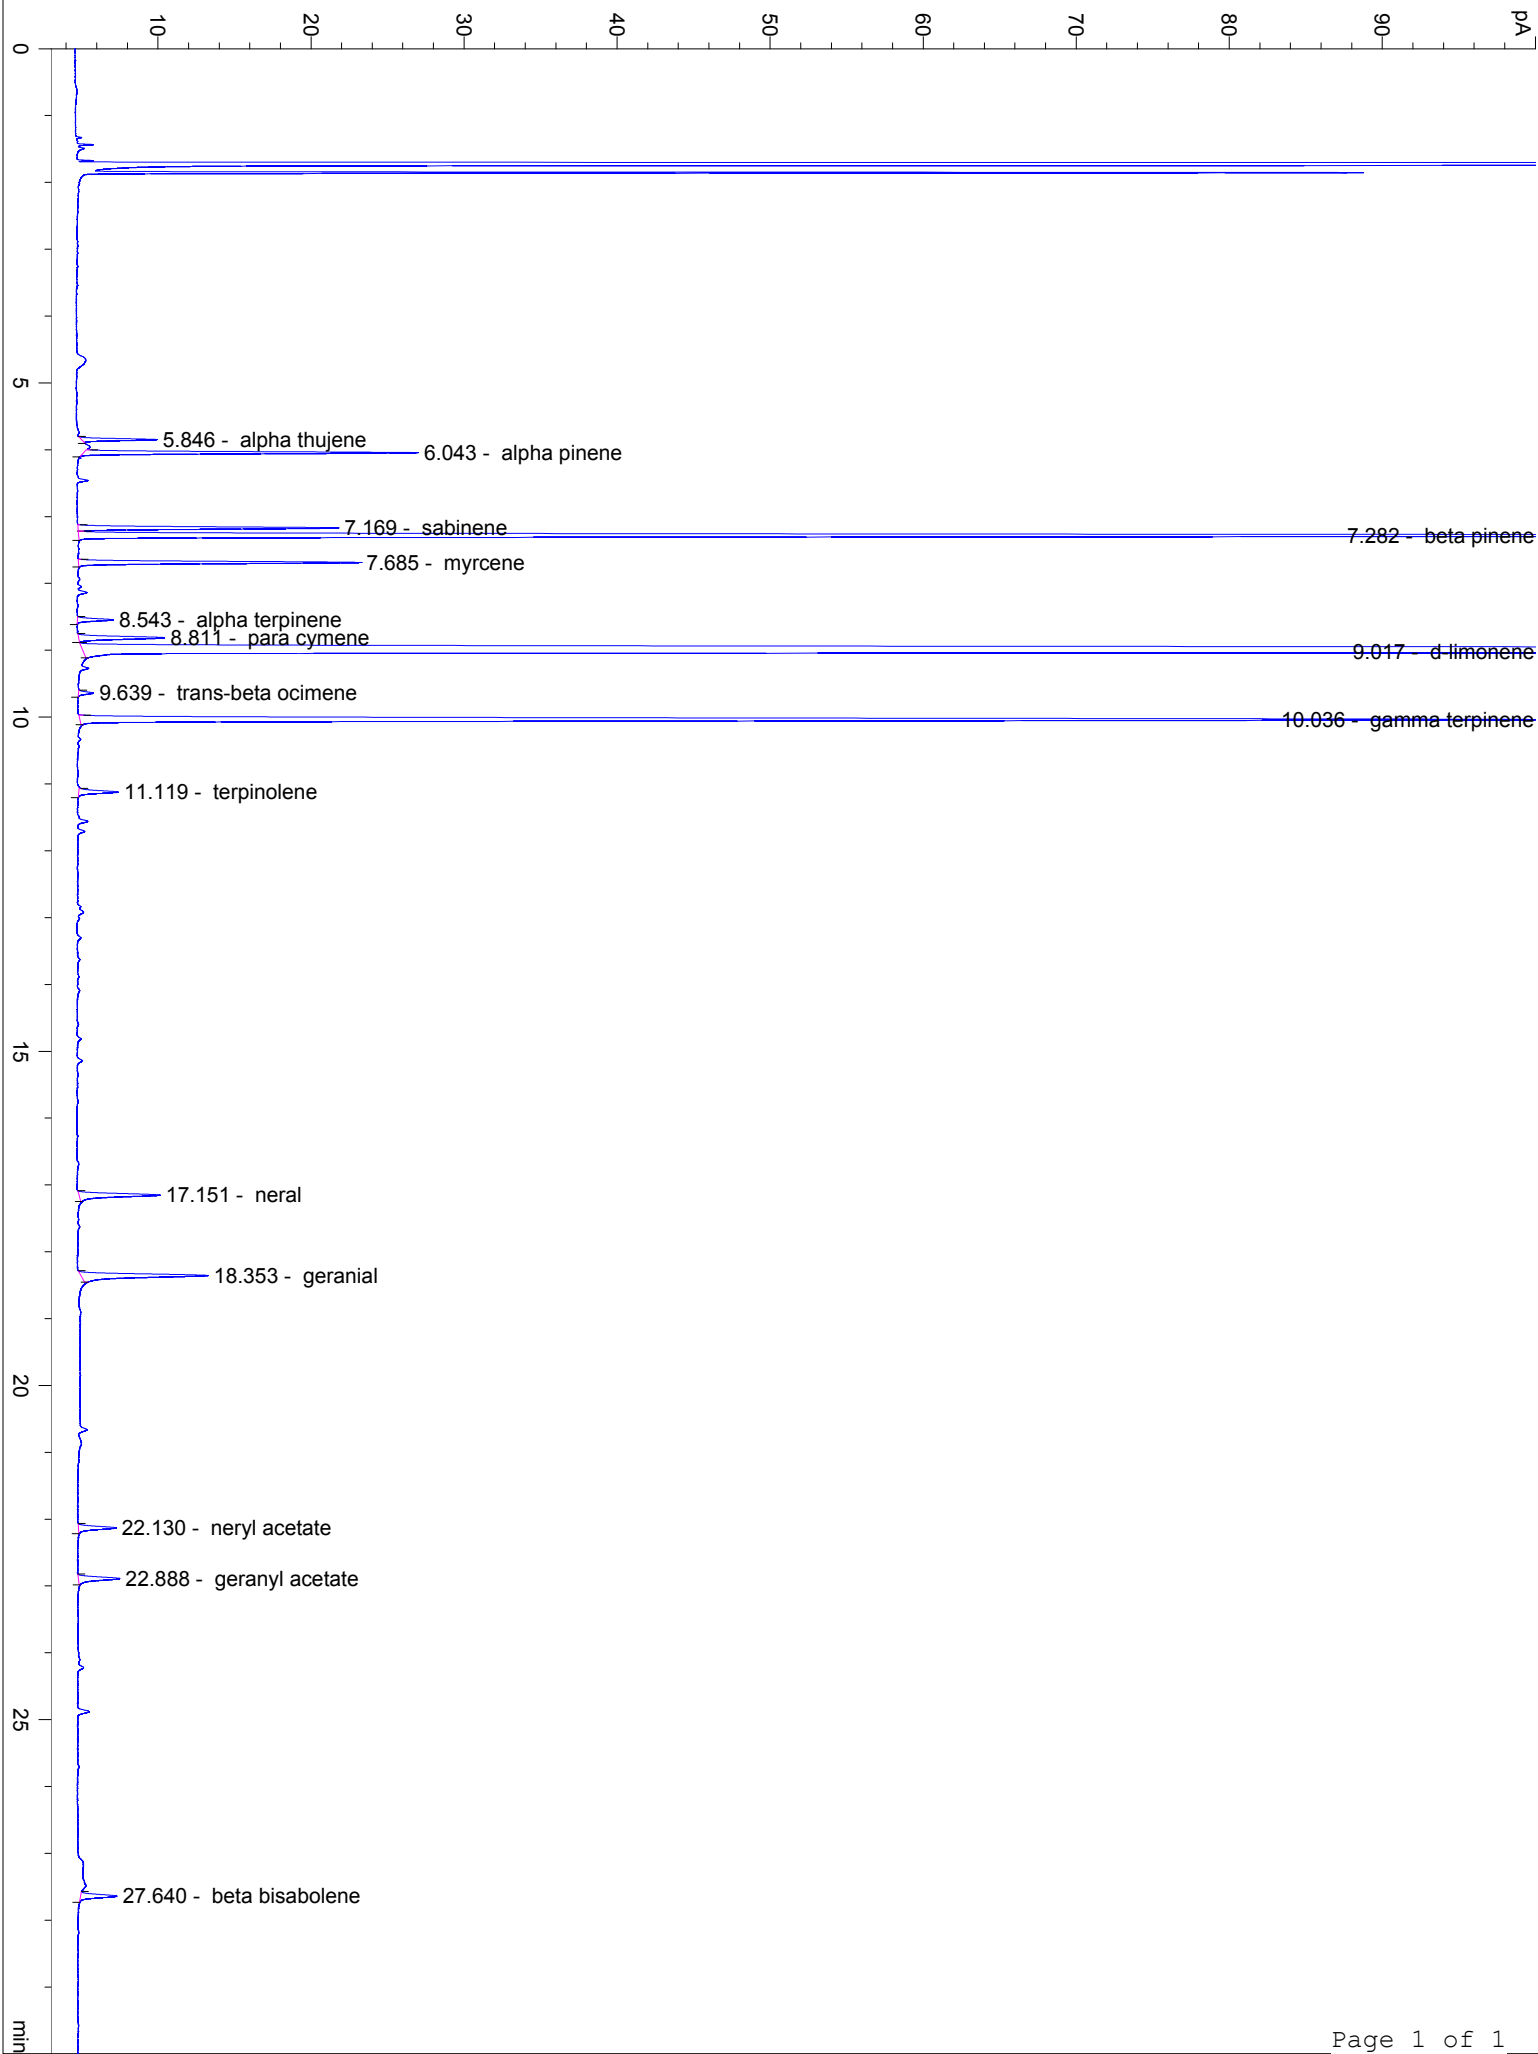 pA
10
20
30
40
50
60
70
80
90
0
5
5.846 - alpha thujene
6.043 - alpha pinene
7.169 - sabinene
7.282 - beta pinene
7.685 - myrcene
8.543 - alpha terpinene
8.811 - para cymene
9.017 - d-limonene
9.639 - trans-beta ocimene
10
10.036 - gamma terpinene
11.119 - terpinolene
15
17.151 - neral
18.353 - geranial
20
22.130 - neryl acetate
22.888 - geranyl acetate
25
27.640 - beta bisabolene
min
Page 1 of 1